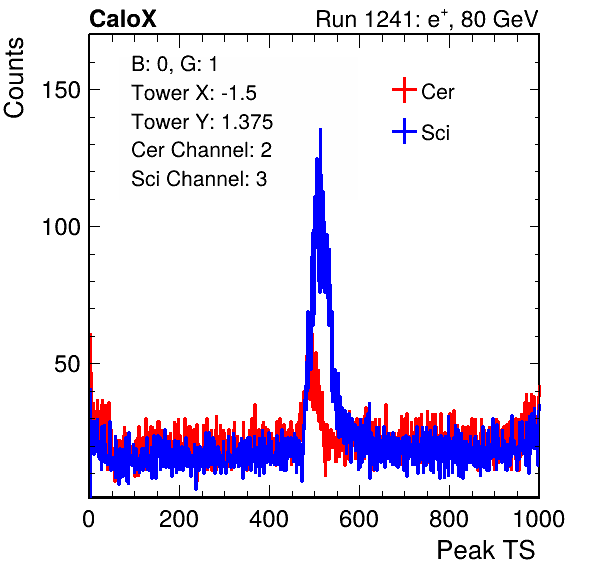 CaloX Run 1241: e⁺, 80 GeV
Counts
B: 0, G: 1
Tower X: -1.5
Tower Y: 1.375
Cer Channel: 2
Sci Channel: 3
Cer
Sci
150
100
50
0 200 400 600 800 1000
Peak TS